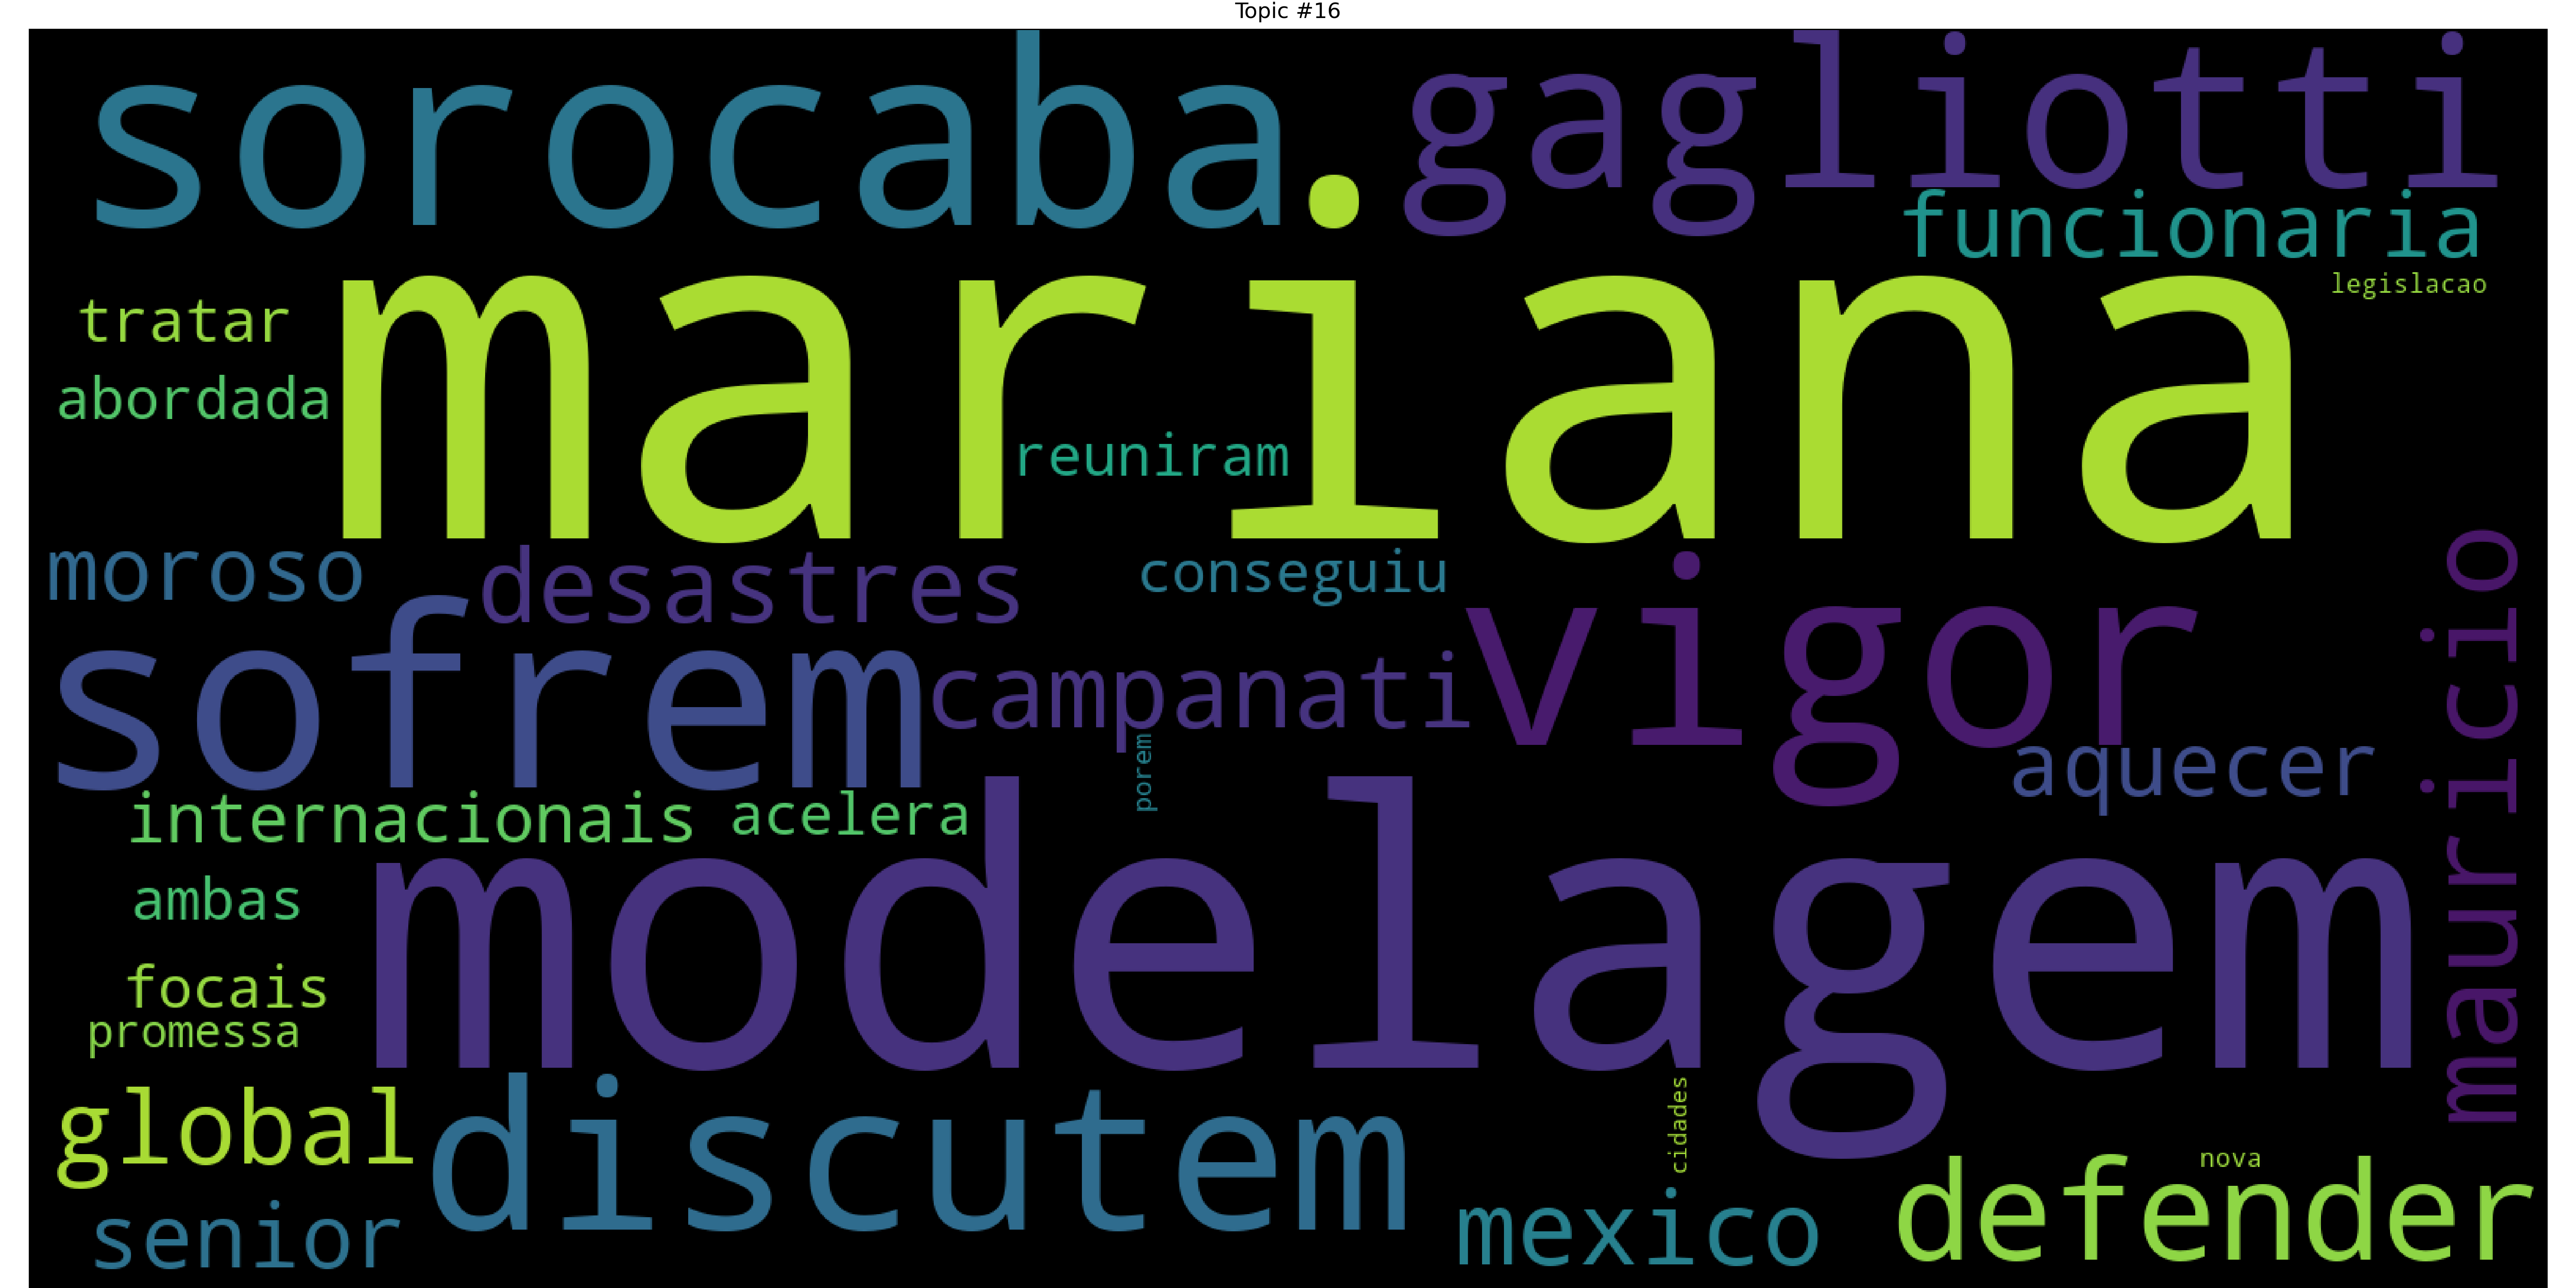 Topic #16
sorocaba
.
gagliotti
funcionaria
legislacao
mariana
tratar
abordada
reuniram
moroso
desastres
conseguiu
mauricio
sofrem
campanati
vigor
porem
aquecer
internacionais
acelera
modelagem
ambas
focais
promessa
global
discutem
cidades
nova
senior
mexico
defender